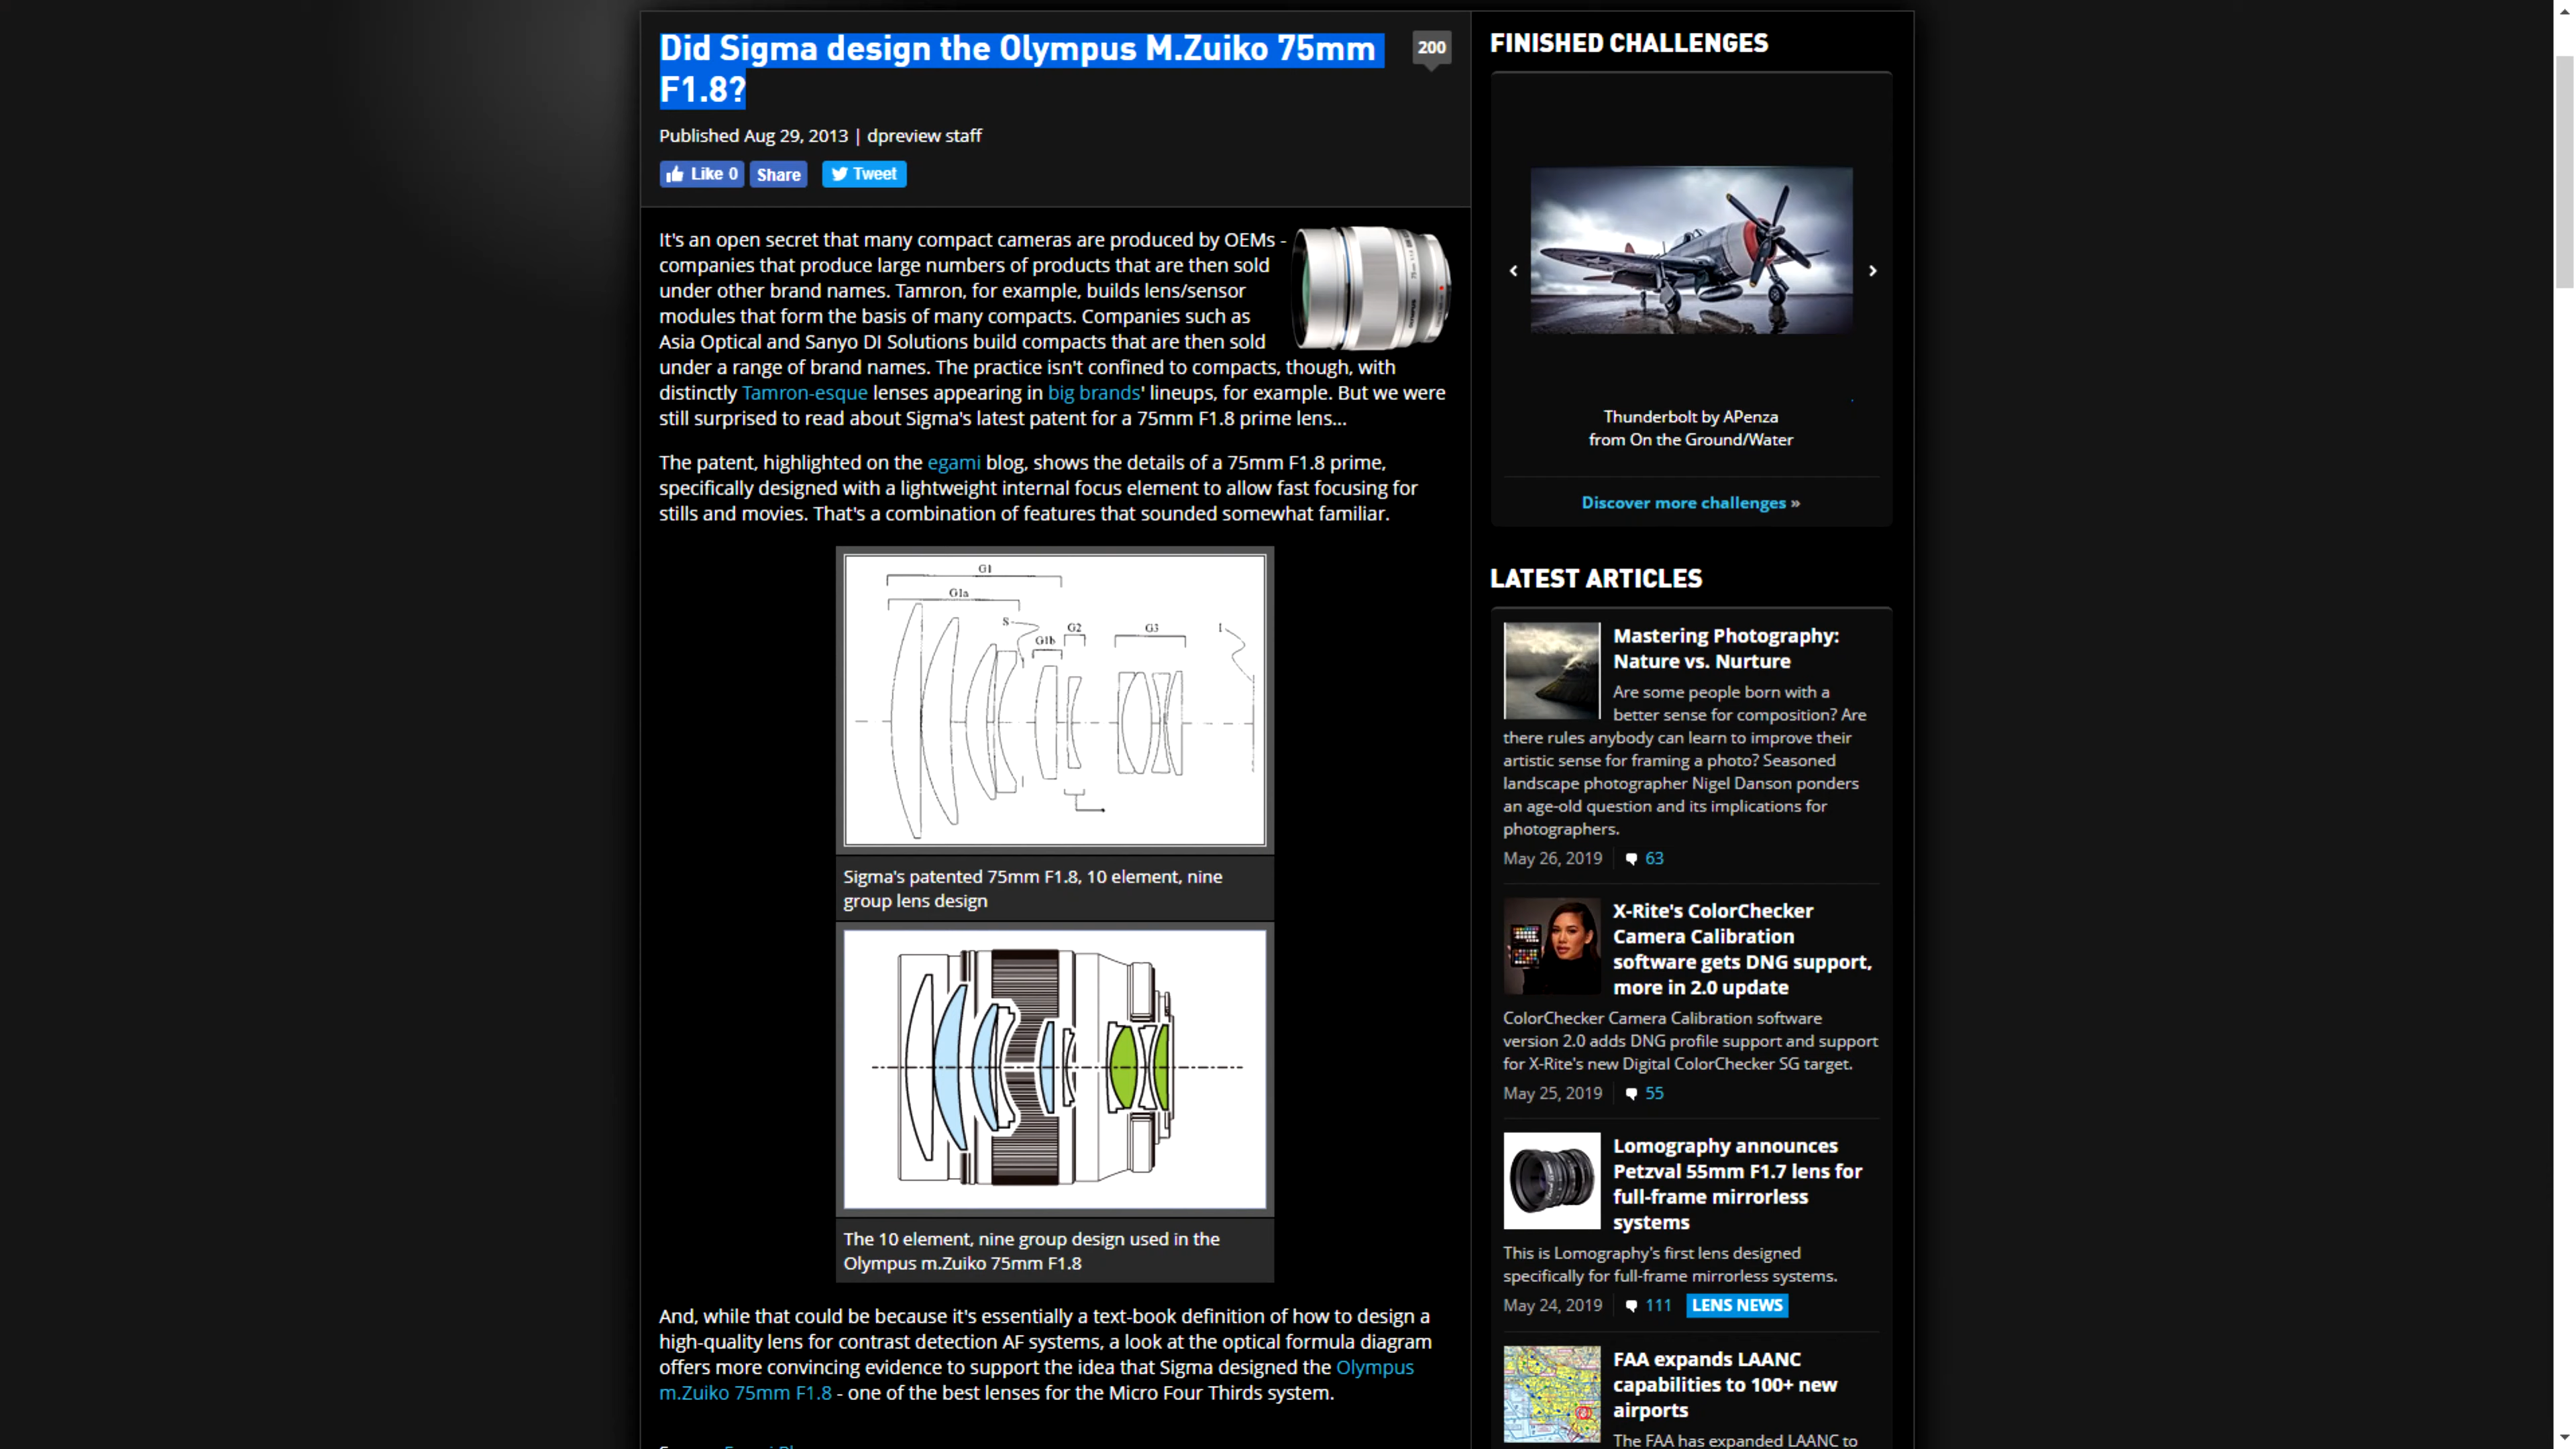 Did Sigma design the Olympus M.Zuiko 75mm
F1.8?
200
Published Aug 29, 2013 | dpreview staff
Like 0
Share
Tweet
It's an open secret that many compact cameras are produced by OEMs -
companies that produce large numbers of products that are then sold
under other brand names. Tamron, for example, builds lens/sensor
modules that form the basis of many compacts. Companies such as
Asia Optical and Sanyo DI Solutions build compacts that are then sold
under a range of brand names. The practice isn't confined to compacts, though, with
distinctly Tamron-esque lenses appearing in big brands' lineups, for example. But we were
still surprised to read about Sigma's latest patent for a 75mm F1.8 prime lens...
The patent, highlighted on the egami blog, shows the details of a 75mm F1.8 prime,
specifically designed with a lightweight internal focus element to allow fast focusing for
stills and movies. That's a combination of features that sounded somewhat familiar.
G1
G1a
S
G1b
G2
G3
I
Sigma's patented 75mm F1.8, 10 element, nine
group lens design
The 10 element, nine group design used in the
Olympus m.Zuiko 75mm F1.8
And, while that could be because it's essentially a text-book definition of how to design a
high-quality lens for contrast detection AF systems, a look at the optical formula diagram
offers more convincing evidence to support the idea that Sigma designed the Olympus
m.Zuiko 75mm F1.8 - one of the best lenses for the Micro Four Thirds system.
FINISHED CHALLENGES
Thunderbolt by APenza
from On the Ground/Water
Discover more challenges »
LATEST ARTICLES
Mastering Photography:
Nature vs. Nurture
Are some people born with a
better sense for composition? Are
there rules anybody can learn to improve their
artistic sense for framing a photo? Seasoned
landscape photographer Nigel Danson ponders
an age-old question and its implications for
photographers.
May 26, 2019 63
X-Rite's ColorChecker
Camera Calibration
software gets DNG support,
more in 2.0 update
ColorChecker Camera Calibration software
version 2.0 adds DNG profile support and support
for X-Rite's new Digital ColorChecker SG target.
May 25, 2019 55
Lomography announces
Petzval 55mm F1.7 lens for
full-frame mirrorless
systems
This is Lomography's first lens designed
specifically for full-frame mirrorless systems.
May 24, 2019 111 LENS NEWS
FAA expands LAANC
capabilities to 100+ new
airports
The FAA has expanded LAANC to